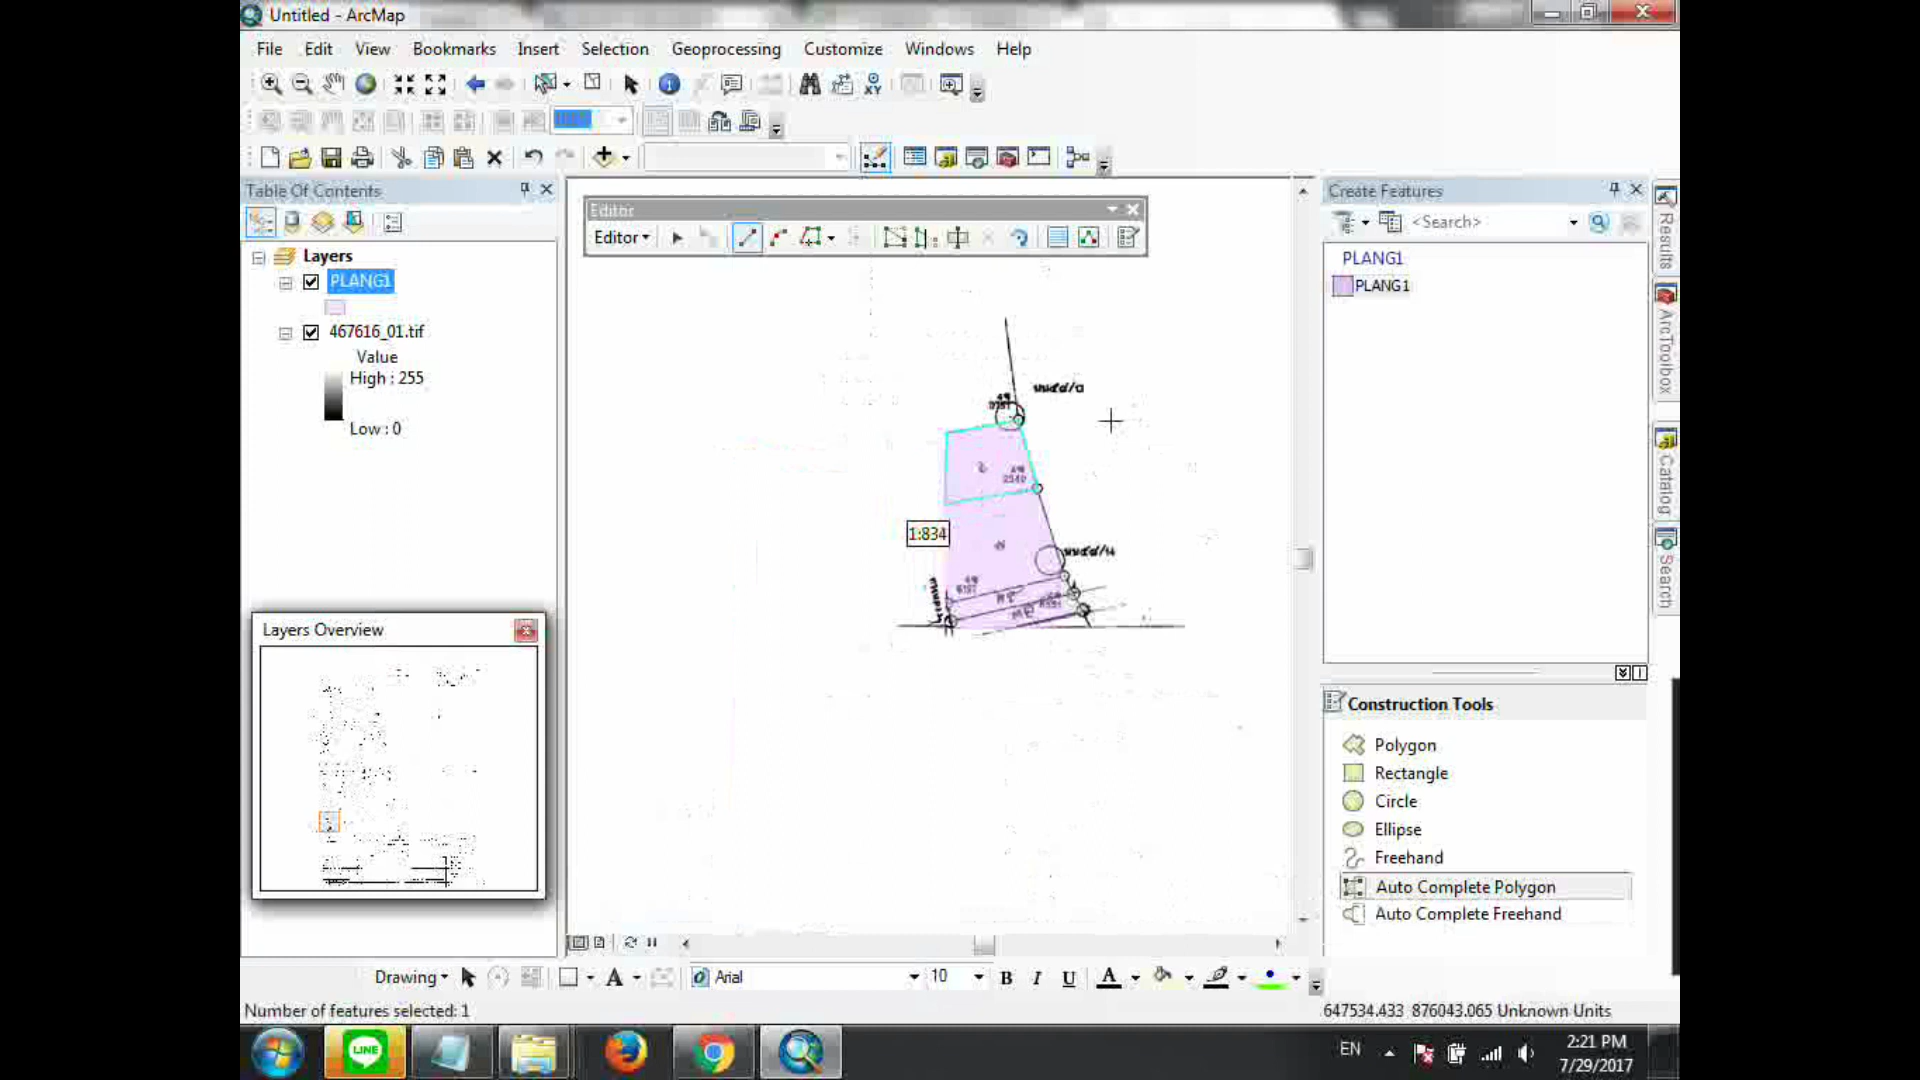 Untitled - ArcMap
File Edit View Bookmarks Insert Selection Geoprocessing Customize Windows Help
Table Of Contents
Layers
PLANG1
467616_01.tif
Value
High : 255
Low : 0
Layers Overview
Editor
Editor
1:834
Create Features
<Search>
PLANG1
PLANG1
Construction Tools
Polygon
Rectangle
Circle
Ellipse
Freehand
Auto Complete Polygon
Auto Complete Freehand
Results
ArcToolbox
Catalog
Search
Drawing A Arial 10 B I U A
Number of features selected: 1
647534.433 876043.065 Unknown Units
LINE
EN
2:21 PM
7/29/2017